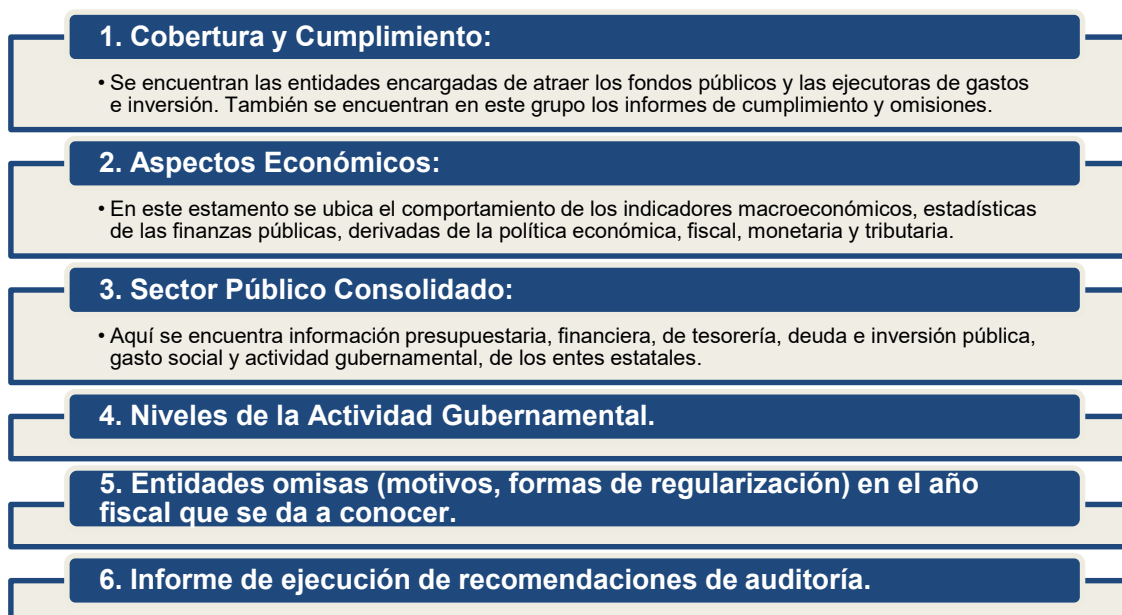 1. Cobertura y Cumplimiento:
• Se encuentran las entidades encargadas de atraer los fondos públicos y las ejecutoras de gastos
e inversión. También se encuentran en este grupo los informes de cumplimiento y omisiones.
2. Aspectos Económicos:
• En este estamento se ubica el comportamiento de los indicadores macroeconómicos, estadísticas
de las finanzas públicas, derivadas de la política económica, fiscal, monetaria y tributaria.
3. Sector Público Consolidado:
• Aquí se encuentra información presupuestaria, financiera, de tesorería, deuda e inversión pública,
gasto social y actividad gubernamental, de los entes estatales.
4. Niveles de la Actividad Gubernamental.
5. Entidades omisas (motivos, formas de regularización) en el año
fiscal que se da a conocer.
6. Informe de ejecución de recomendaciones de auditoría.